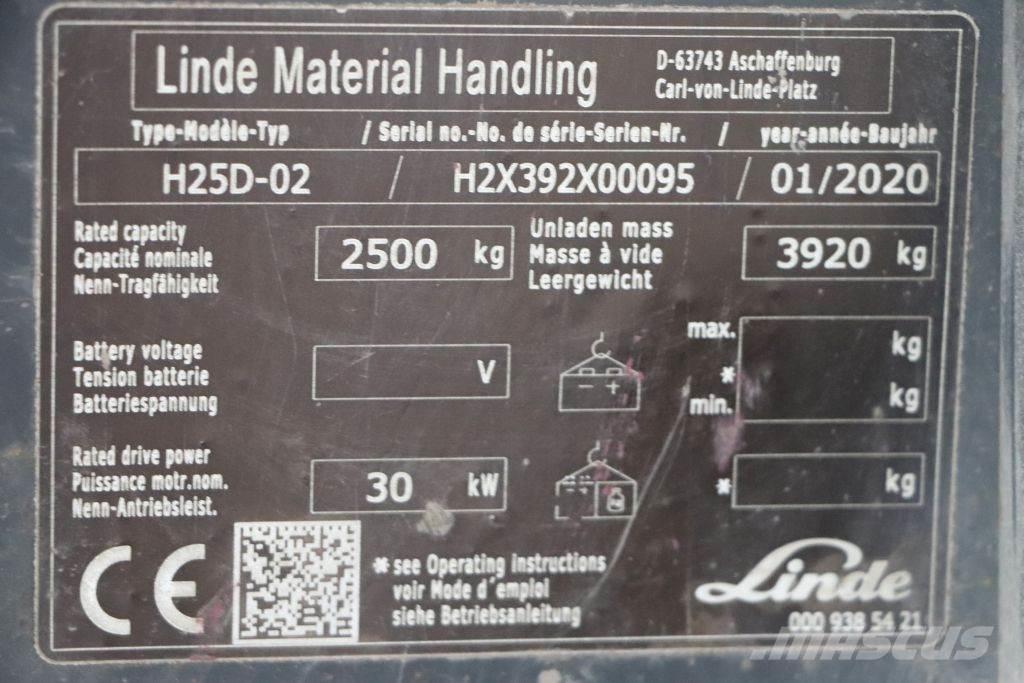 Linde Material Handling
D-63743 Aschaffenburg
Carl-von-Linde-Platz
Type-Modèle-Typ / Serial no.-No. de série-Serien-Nr. / year-année-Baujahr
H25D-02 / H2X392X00095 / 01/2020
Rated capacity
Capacité nominale
Nenn-Tragfähigkeit
2500 kg
Unladen mass
Masse à vide
Leergewicht
3920 kg
Battery voltage
Tension batterie
Batteriespannung
V
- +
max. kg
*
min. kg
Rated drive power
Puissance motr.nom.
Nenn-Antriebsleist.
30 kW
* kg
CE
* see Operating instructions
voir Mode d'emploi
siehe Betriebsanleitung
Linde
000 938 54 21
MASCUS